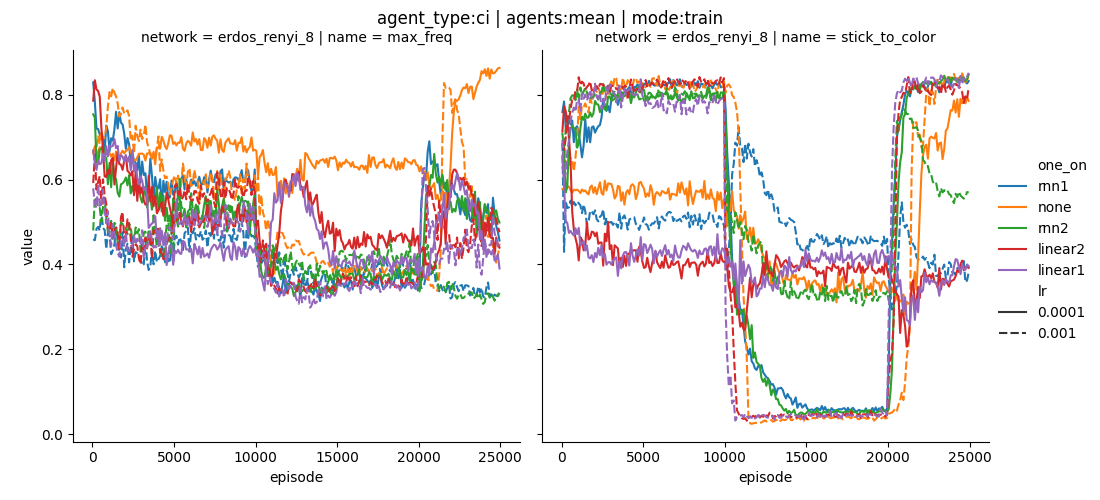 agent_type:ci | agents:mean | mode:train
network = erdos_renyi_8 | name = max_freq
network = erdos_renyi_8 | name = stick_to_color
value
0.8
0.6
0.4
0.2
0.0
0 5000 10000 15000 20000 25000
episode
0 5000 10000 15000 20000 25000
episode
one_on
rnn1
none
rnn2
linear2
linear1
lr
0.0001
0.001